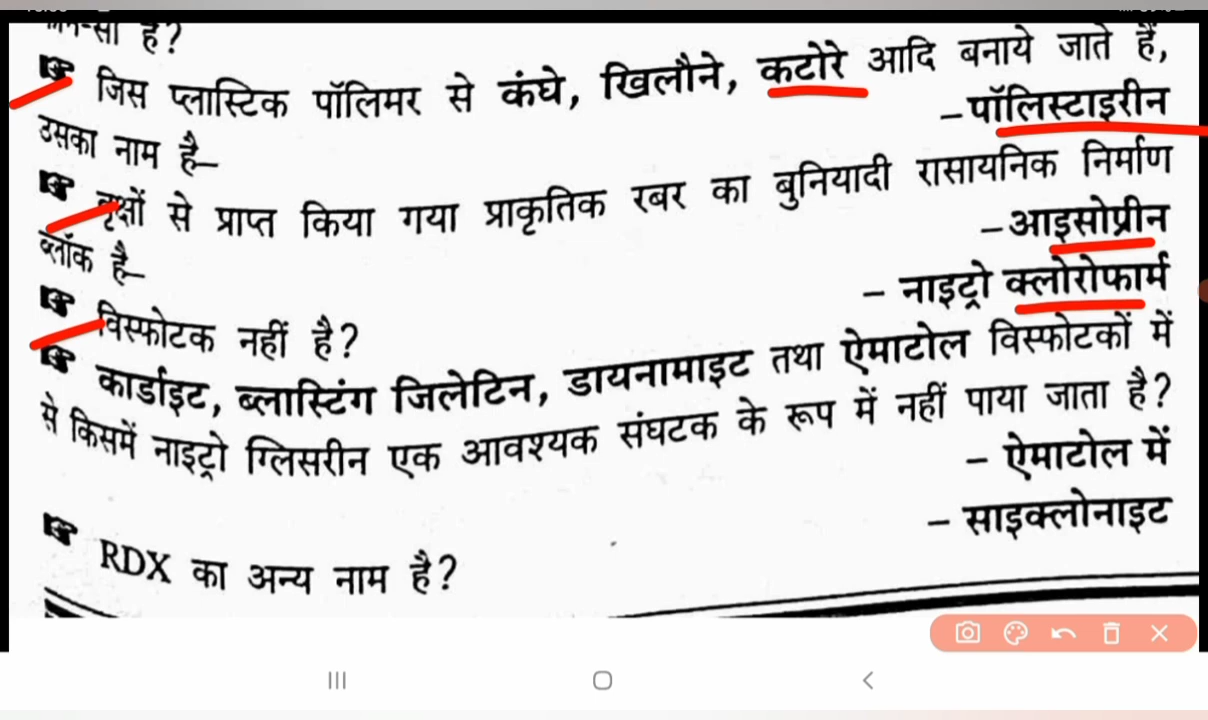 है?
☞ जिस प्लास्टिक पॉलिमर से कंघे, खिलौने, कटोरे आदि बनाये जाते हैं,
उसका नाम है–
–पॉलिस्टाइरीन
☞ वृक्षों से प्राप्त किया गया प्राकृतिक रबर का बुनियादी रासायनिक निर्माण
ब्लॉक है–
–आइसोप्रीन
☞ विस्फोटक नहीं है?
– नाइट्रो क्लोरोफार्म
☞ कार्डाइट, ब्लास्टिंग जिलेटिन, डायनामाइट तथा ऐमाटोल विस्फोटकों में
से किसमें नाइट्रो ग्लिसरीन एक आवश्यक संघटक के रूप में नहीं पाया जाता है?
– ऐमाटोल में
☞ RDX का अन्य नाम है?
– साइक्लोनाइट